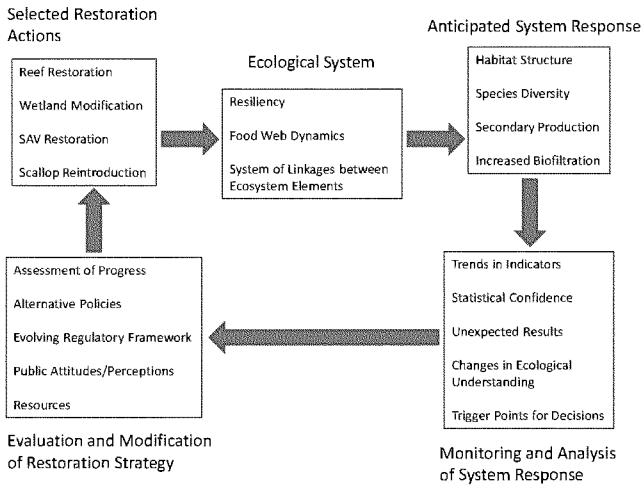 Selected Restoration
Actions
Reef Restoration
Wetland Modification
SAV Restoration
Scallop Reintroduction
Ecological System
Resiliency
Food Web Dynamics
System of Linkages between
Ecosystem Elements
Anticipated System Response
Habitat Structure
Species Diversity
Secondary Production
Increased Biofiltration
Trends in Indicators
Statistical Confidence
Unexpected Results
Changes in Ecological
Understanding
Trigger Points for Decisions
Monitoring and Analysis
of System Response
Assessment of Progress
Alternative Policies
Evolving Regulatory Framework
Public Attitudes/Perceptions
Resources
Evaluation and Modification
of Restoration Strategy